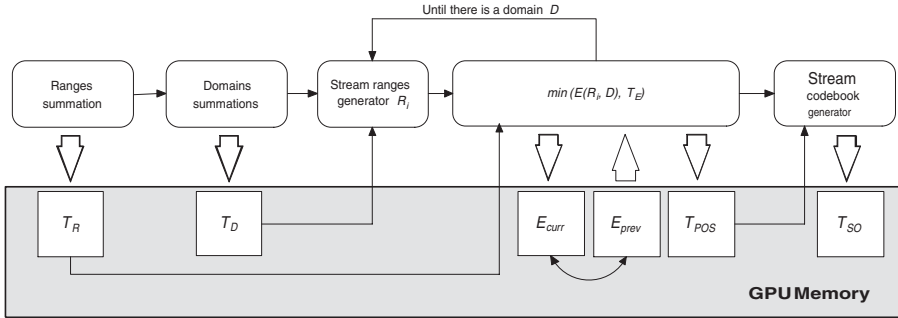 Until there is a domain D
Ranges
summation
Domains
summations
Stream ranges
generator R_i
min (E(R_i, D), T_E)
Stream
codebook
generator
T_R
T_D
E_curr
E_prev
T_POS
T_SO
GPU Memory